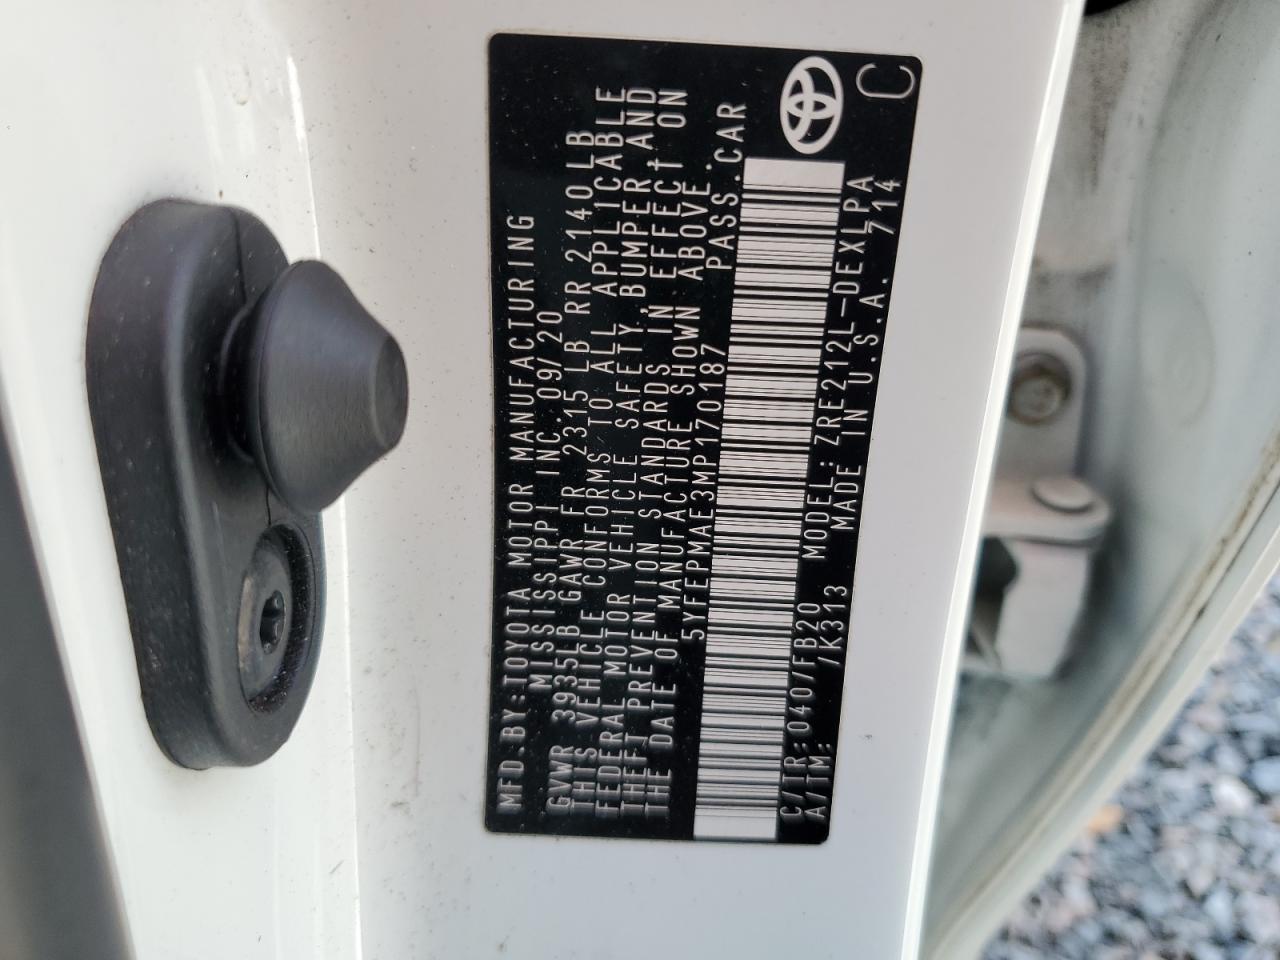 MFD.BY:TOYOTA MOTOR MANUFACTURING
MISSISSIPPI INC. 09/20
GVWR 3935LB GAWR FR 2315 LB RR 2140 LB
THIS VEHICLE CONFORMS TO ALL APPLICABLE
FEDERAL MOTOR VEHICLE SAFETY,BUMPER,AND
THEFT PREVENTION STANDARDS IN EFFECT ON
THE DATE OF MANUFACTURE SHOWN ABOVE.
5YFEPMAE3MP170187 PASS.CAR
C/TR: 0407/FB20 MODEL: ZRE212L-DEXLPA
A/TM: /K313 MADE IN U.S.A. 714
C